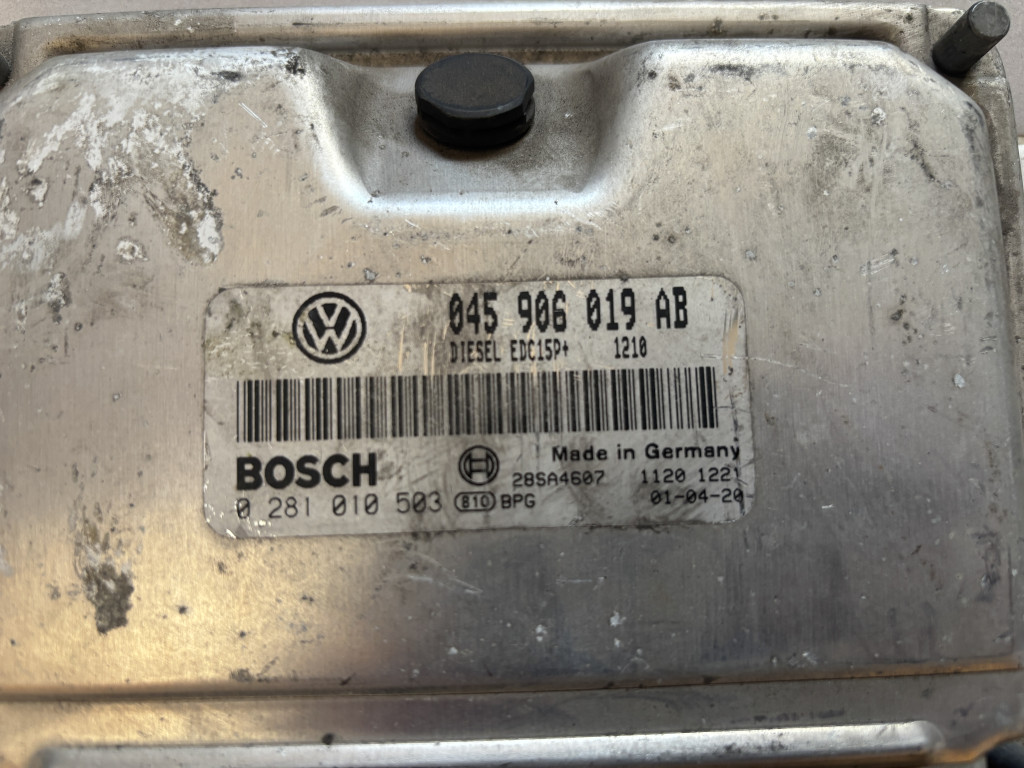 045 906 019 AB
DIESEL EDC15P+ 1210
Made in Germany
BOSCH 28SA4607 1120 1221
0 281 010 503 810 BPG 01-04-20